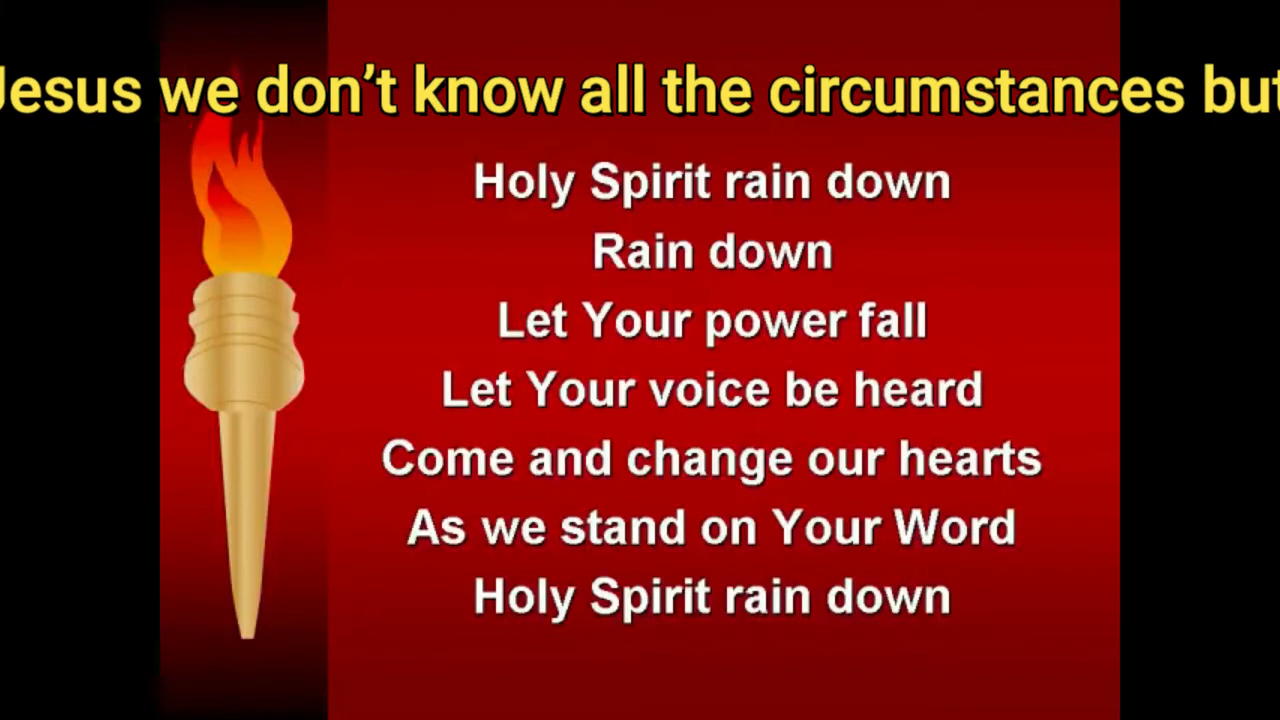 Jesus we don’t know all the circumstances but
Holy Spirit rain down
Rain down
Let Your power fall
Let Your voice be heard
Come and change our hearts
As we stand on Your Word
Holy Spirit rain down